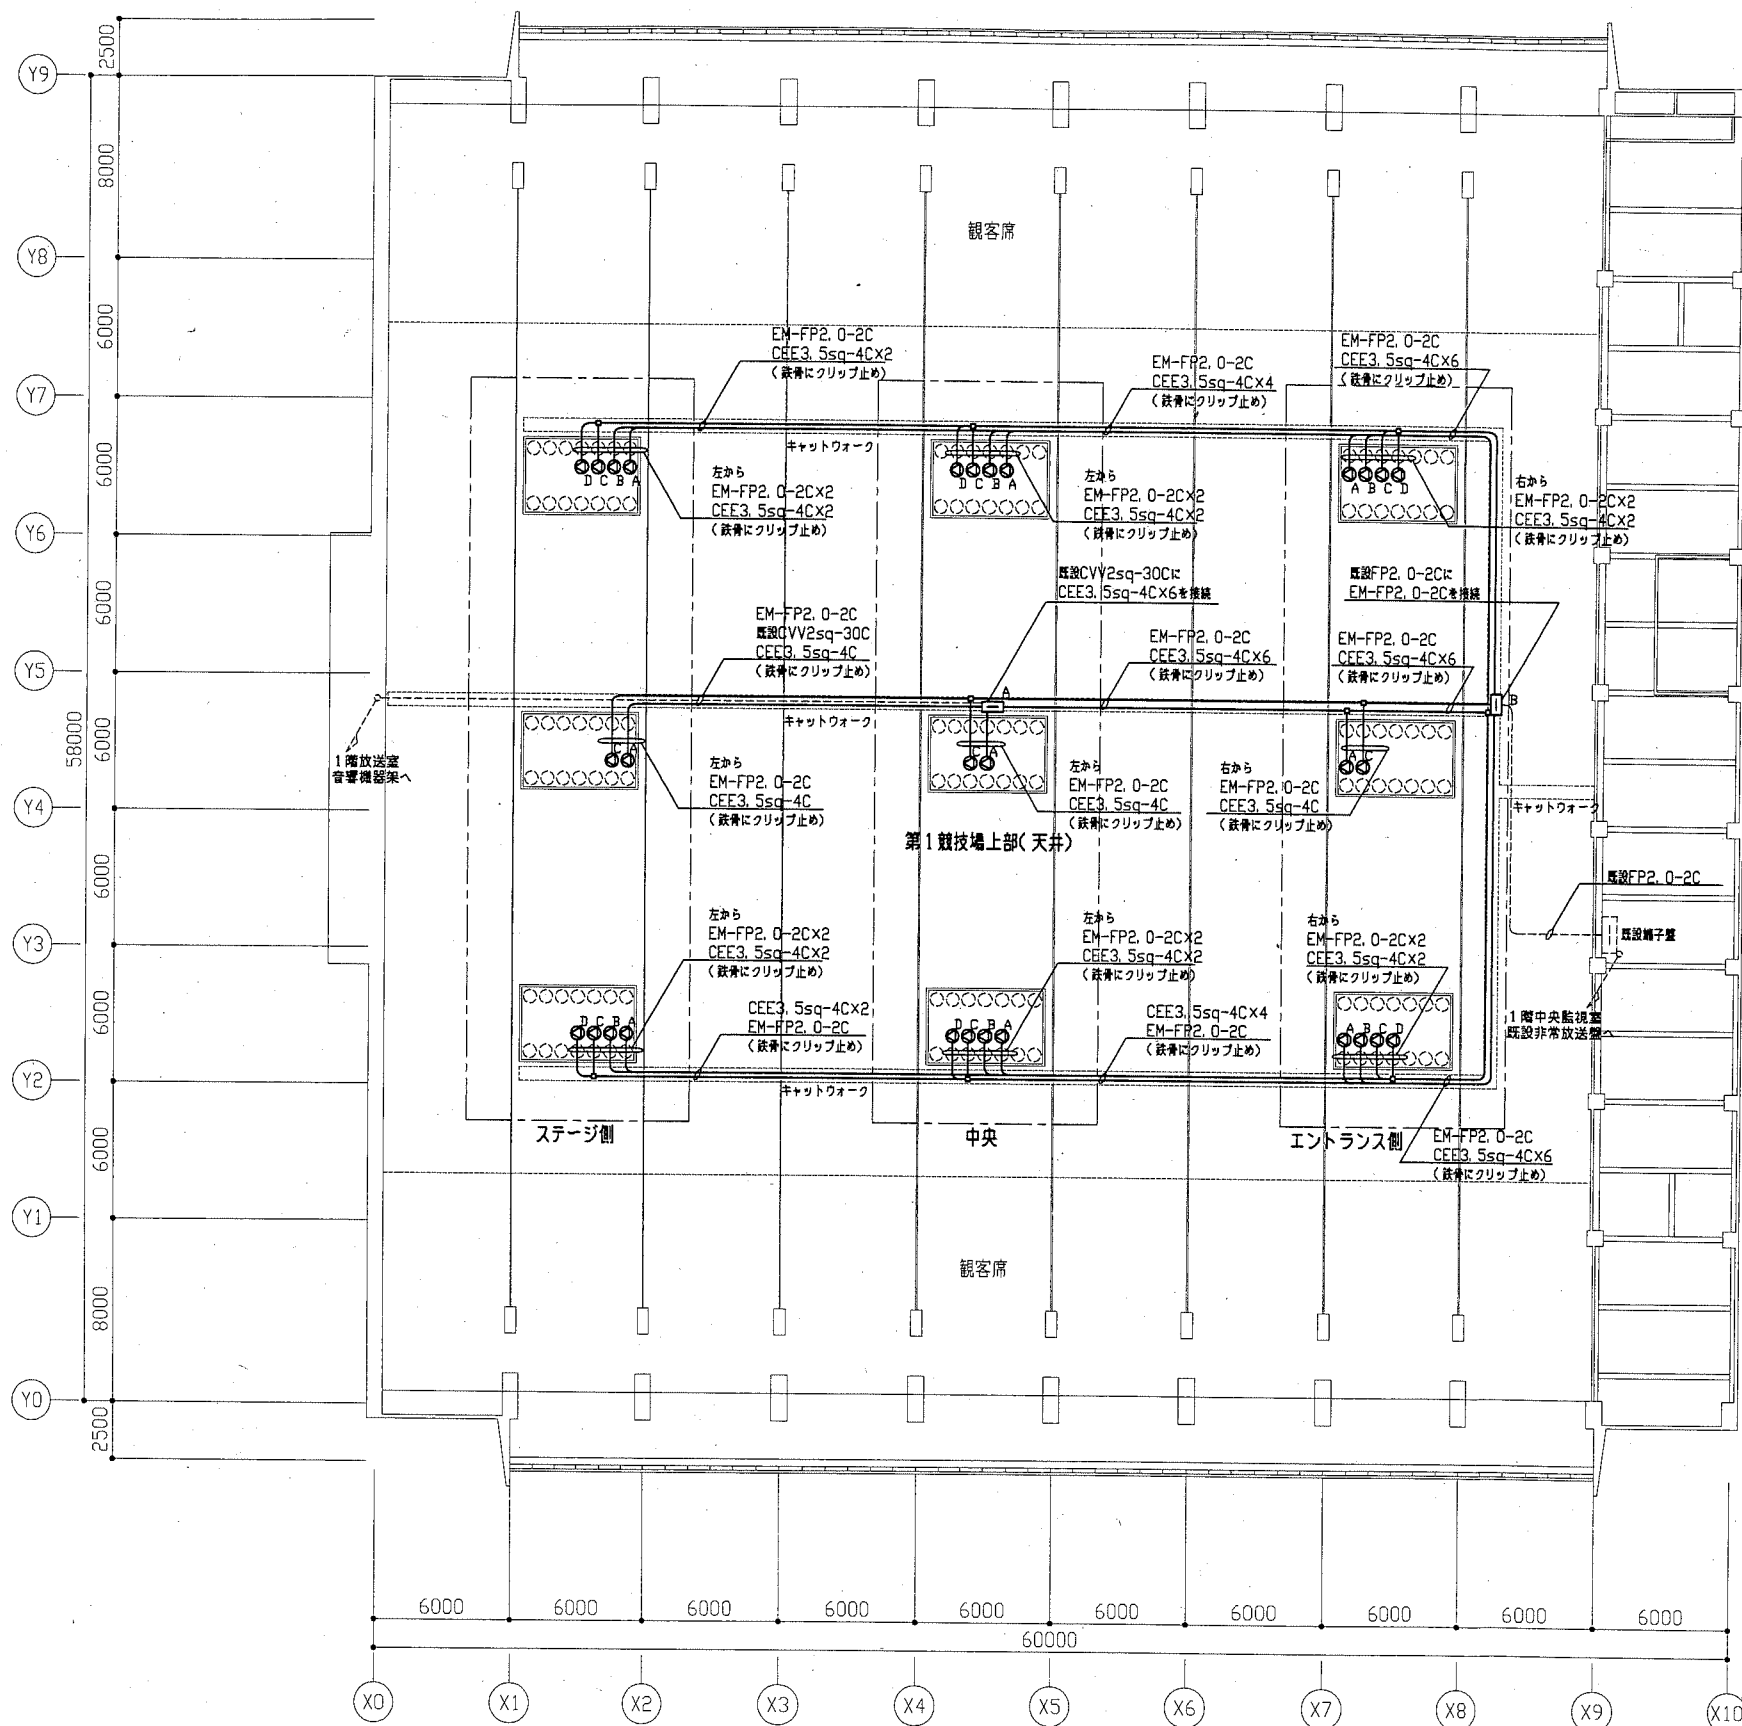 2500
Y9
8000
Y8
観客席
6000
Y7
EM-FP2. 0-2C
CEE3. 5sq-4C×2
(鉄骨にクリップ止め)
EM-FP2. 0-2C
CEE3. 5sq-4C×4
(鉄骨にクリップ止め)
EM-FP2. 0-2C
CEE3. 5sq-4C×6
(鉄骨にクリップ止め)
キャットウォーク
6000
D C B A
D C B A
A B C D
左から
EM-FP2. 0-2C×2
CEE3. 5sq-4C×2
(鉄骨にクリップ止め)
左から
EM-FP2. 0-2C×2
CEE3. 5sq-4C×2
(鉄骨にクリップ止め)
右から
EM-FP2. 0-2C×2
CEE3. 5sq-4C×2
(鉄骨にクリップ止め)
Y6
6000
既設CVV2sq-30Cに
CEE3. 5sq-4C×6を接続
既設FP2. 0-2Cに
EM-FP2. 0-2Cを接続
EM-FP2. 0-2C
既設CVV2sq-30C
CEE3. 5sq-4C
(鉄骨にクリップ止め)
EM-FP2. 0-2C
CEE3. 5sq-4C×6
(鉄骨にクリップ止め)
EM-FP2. 0-2C
CEE3. 5sq-4C×6
(鉄骨にクリップ止め)
Y5
A
B
キャットウォーク
58000
6000
1階放送室
音響機器架へ
C A
C A
A C
左から
EM-FP2. 0-2C
CEE3. 5sq-4C
(鉄骨にクリップ止め)
左から
EM-FP2. 0-2C
CEE3. 5sq-4C
(鉄骨にクリップ止め)
右から
EM-FP2. 0-2C
CEE3. 5sq-4C
(鉄骨にクリップ止め)
Y4
キャットウォーク
第1競技場上部(天井)
6000
既設FP2. 0-2C
既設端子盤
Y3
左から
EM-FP2. 0-2C×2
CEE3. 5sq-4C×2
(鉄骨にクリップ止め)
左から
EM-FP2. 0-2C×2
CEE3. 5sq-4C×2
(鉄骨にクリップ止め)
右から
EM-FP2. 0-2C×2
CEE3. 5sq-4C×2
(鉄骨にクリップ止め)
6000
D C B A
D C B A
A B C D
CEE3. 5sq-4C×2
EM-FP2. 0-2C
(鉄骨にクリップ止め)
CEE3. 5sq-4C×4
EM-FP2. 0-2C
(鉄骨にクリップ止め)
1階中央監視室
既設非常放送盤へ
Y2
キャットウォーク
6000
ステージ側
中央
エントランス側
EM-FP2. 0-2C
CEE3. 5sq-4C×6
(鉄骨にクリップ止め)
Y1
8000
観客席
Y0
2500
6000 6000 6000 6000 6000 6000 6000 6000 6000 6000
60000
X0 X1 X2 X3 X4 X5 X6 X7 X8 X9 X10